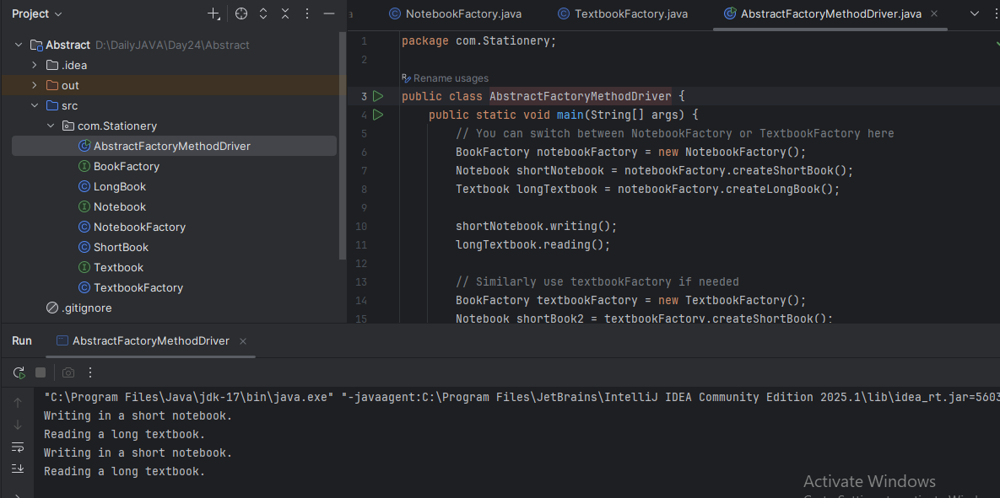 Project
Abstract D:\DailyJAVA\Day24\Abstract
.idea
out
src
com.Stationery
AbstractFactoryMethodDriver
BookFactory
LongBook
Notebook
NotebookFactory
ShortBook
Textbook
TextbookFactory
.gitignore
a NotebookFactory.java TextbookFactory.java AbstractFactoryMethodDriver.java
1 package com.Stationery;
2
Rename usages
3 public class AbstractFactoryMethodDriver {
4 public static void main(String[] args) {
5 // You can switch between NotebookFactory or TextbookFactory here
6 BookFactory notebookFactory = new NotebookFactory();
7 Notebook shortNotebook = notebookFactory.createShortBook();
8 Textbook longTextbook = notebookFactory.createLongBook();
9
10 shortNotebook.writing();
11 longTextbook.reading();
12
13 // Similarly use textbookFactory if needed
14 BookFactory textbookFactory = new TextbookFactory();
15 Notebook shortBook2 = textbookFactory.createShortBook();
Run AbstractFactoryMethodDriver
"C:\Program Files\Java\jdk-17\bin\java.exe" "-javaagent:C:\Program Files\JetBrains\IntelliJ IDEA Community Edition 2025.1\lib\idea_rt.jar=5603
Writing in a short notebook.
Reading a long textbook.
Writing in a short notebook.
Reading a long textbook.
Activate Windows